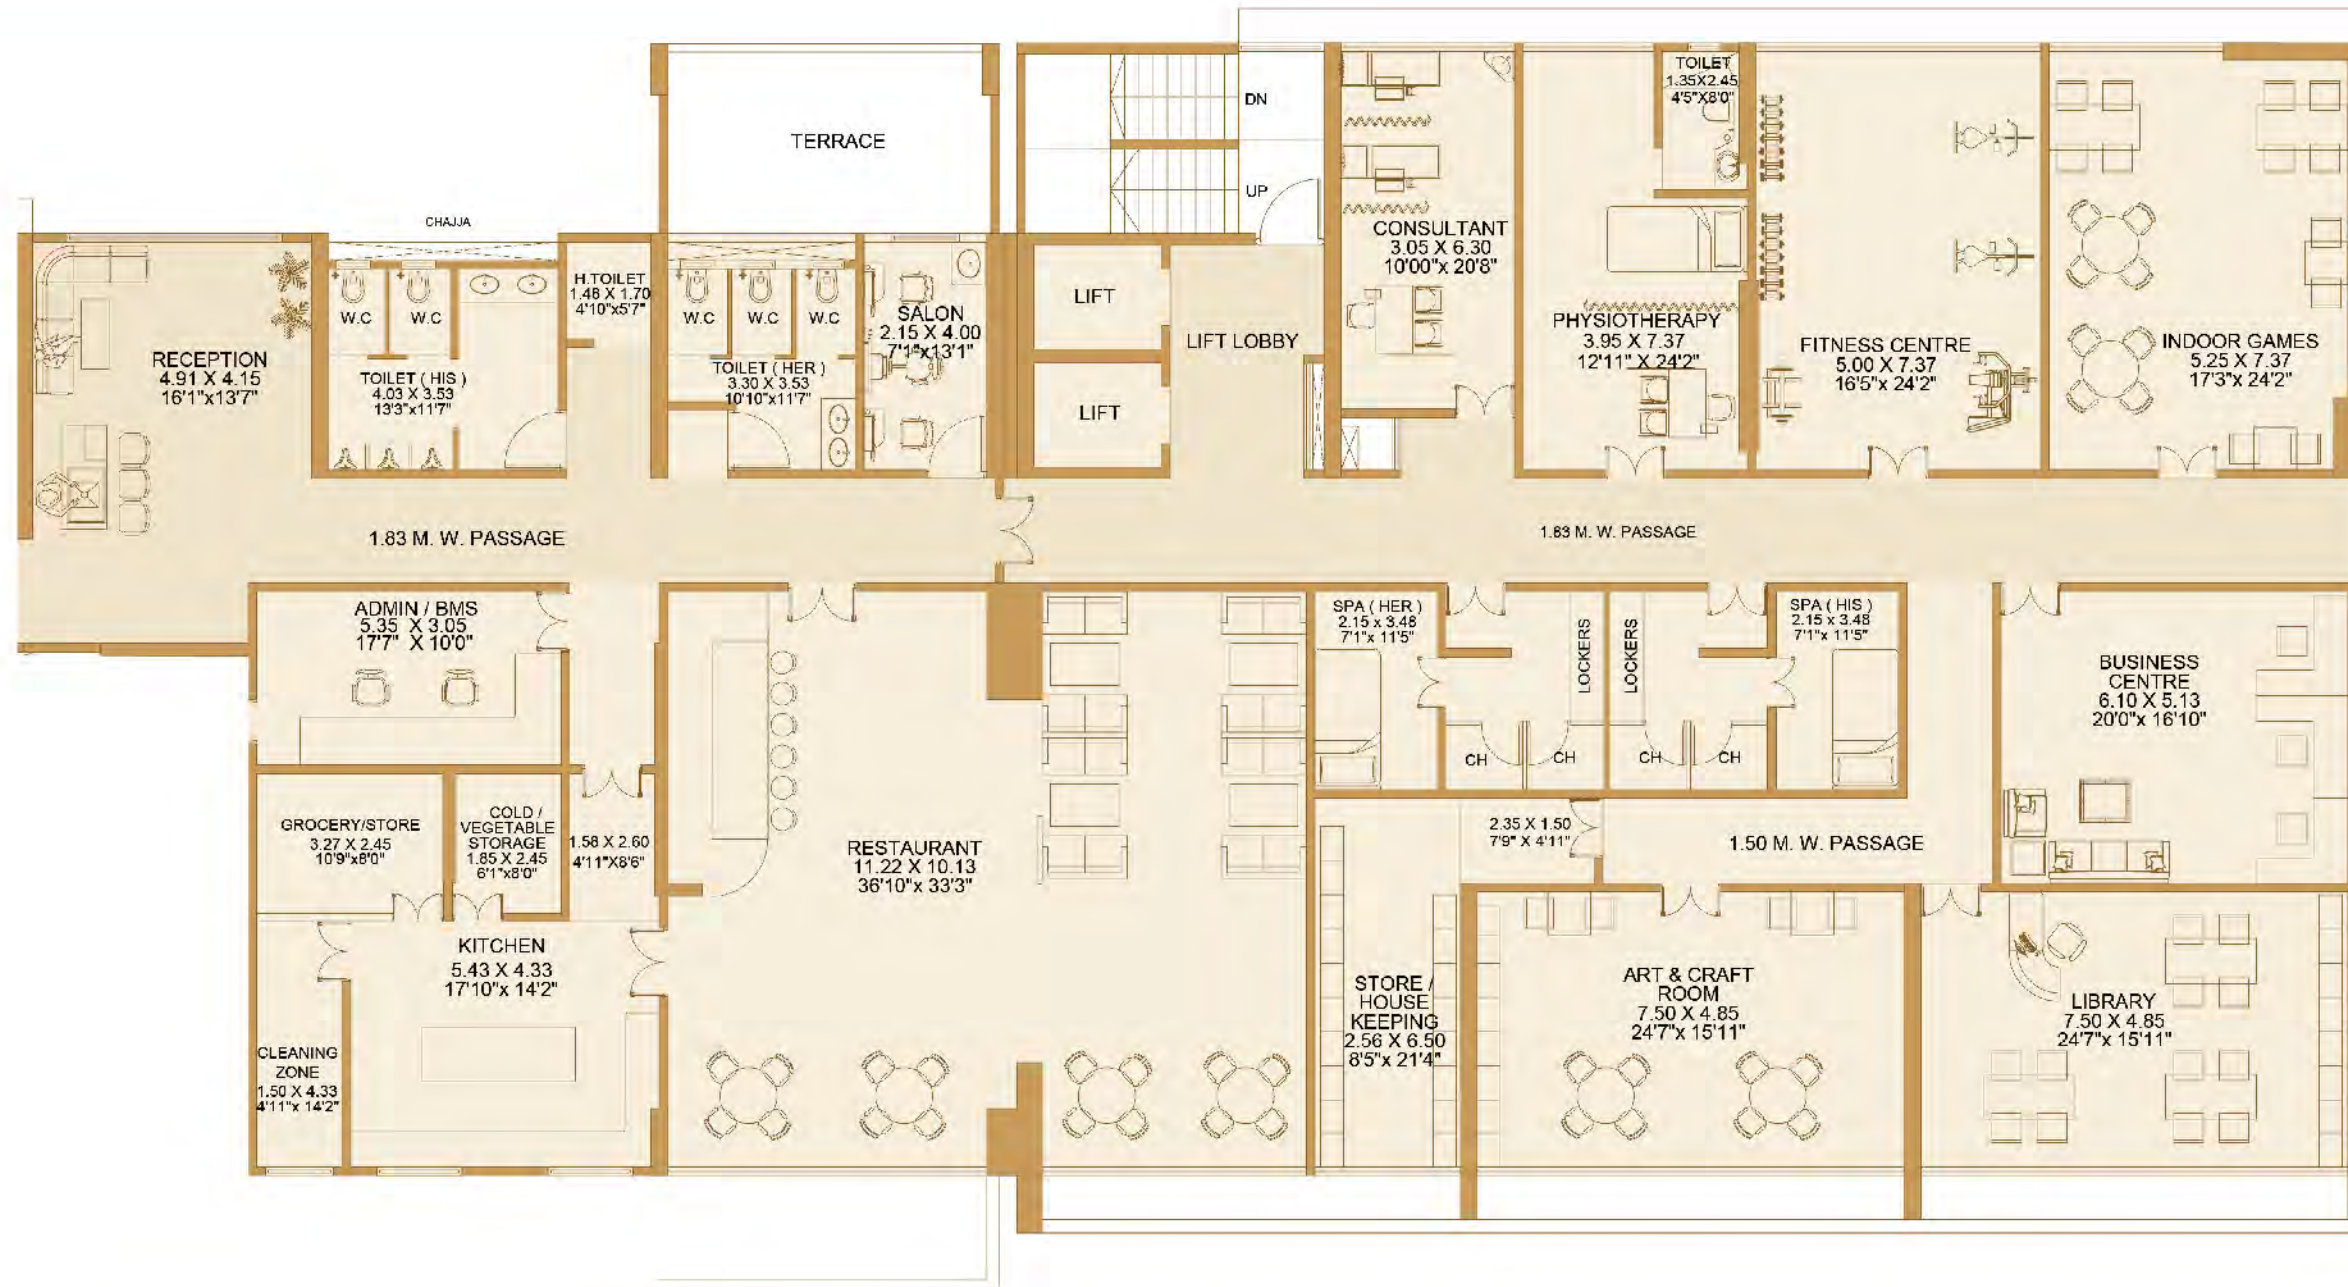 TERRACE
DN
UP
CHAJJA
TOILET
1.35X2.45
4'5"X8'0"
CONSULTANT
3.05 X 6.30
10'00"x 20'8"
H.TOILET
1.48 X 1.70
4'10"x5'7"
W.C
W.C
W.C
W.C
W.C
SALON
2.15 X 4.00
7'1"x13'1"
LIFT
LIFT
LIFT LOBBY
RECEPTION
4.91 X 4.15
16'1"x13'7"
TOILET ( HIS )
4.03 X 3.53
13'3"x11'7"
TOILET ( HER )
3.30 X 3.53
10'10"x11'7"
PHYSIOTHERAPY
3.95 X 7.37
12'11" X 24'2"
FITNESS CENTRE
5.00 X 7.37
16'5"x 24'2"
INDOOR GAMES
5.25 X 7.37
17'3"x 24'2"
1.83 M. W. PASSAGE
1.83 M. W. PASSAGE
ADMIN / BMS
5.35 X 3.05
17'7" X 10'0"
SPA ( HER )
2.15 x 3.48
7'1"x 11'5"
LOCKERS
LOCKERS
SPA ( HIS )
2.15 x 3.48
7'1"x 11'5"
CH
CH
CH
CH
BUSINESS
CENTRE
6.10 X 5.13
20'0"x 16'10"
GROCERY/STORE
3.27 X 2.45
10'9"x8'0"
COLD /
VEGETABLE
STORAGE
1.85 X 2.45
6'1"x8'0"
1.58 X 2.60
4'11"X8'6"
RESTAURANT
11.22 X 10.13
36'10"x 33'3"
2.35 X 1.50
7'9" X 4'11"
1.50 M. W. PASSAGE
KITCHEN
5.43 X 4.33
17'10"x 14'2"
CLEANING
ZONE
1.50 X 4.33
4'11"x 14'2"
STORE /
HOUSE
KEEPING
2.56 X 6.50
8'5"x 21'4"
ART & CRAFT
ROOM
7.50 X 4.85
24'7"x 15'11"
LIBRARY
7.50 X 4.85
24'7"x 15'11"